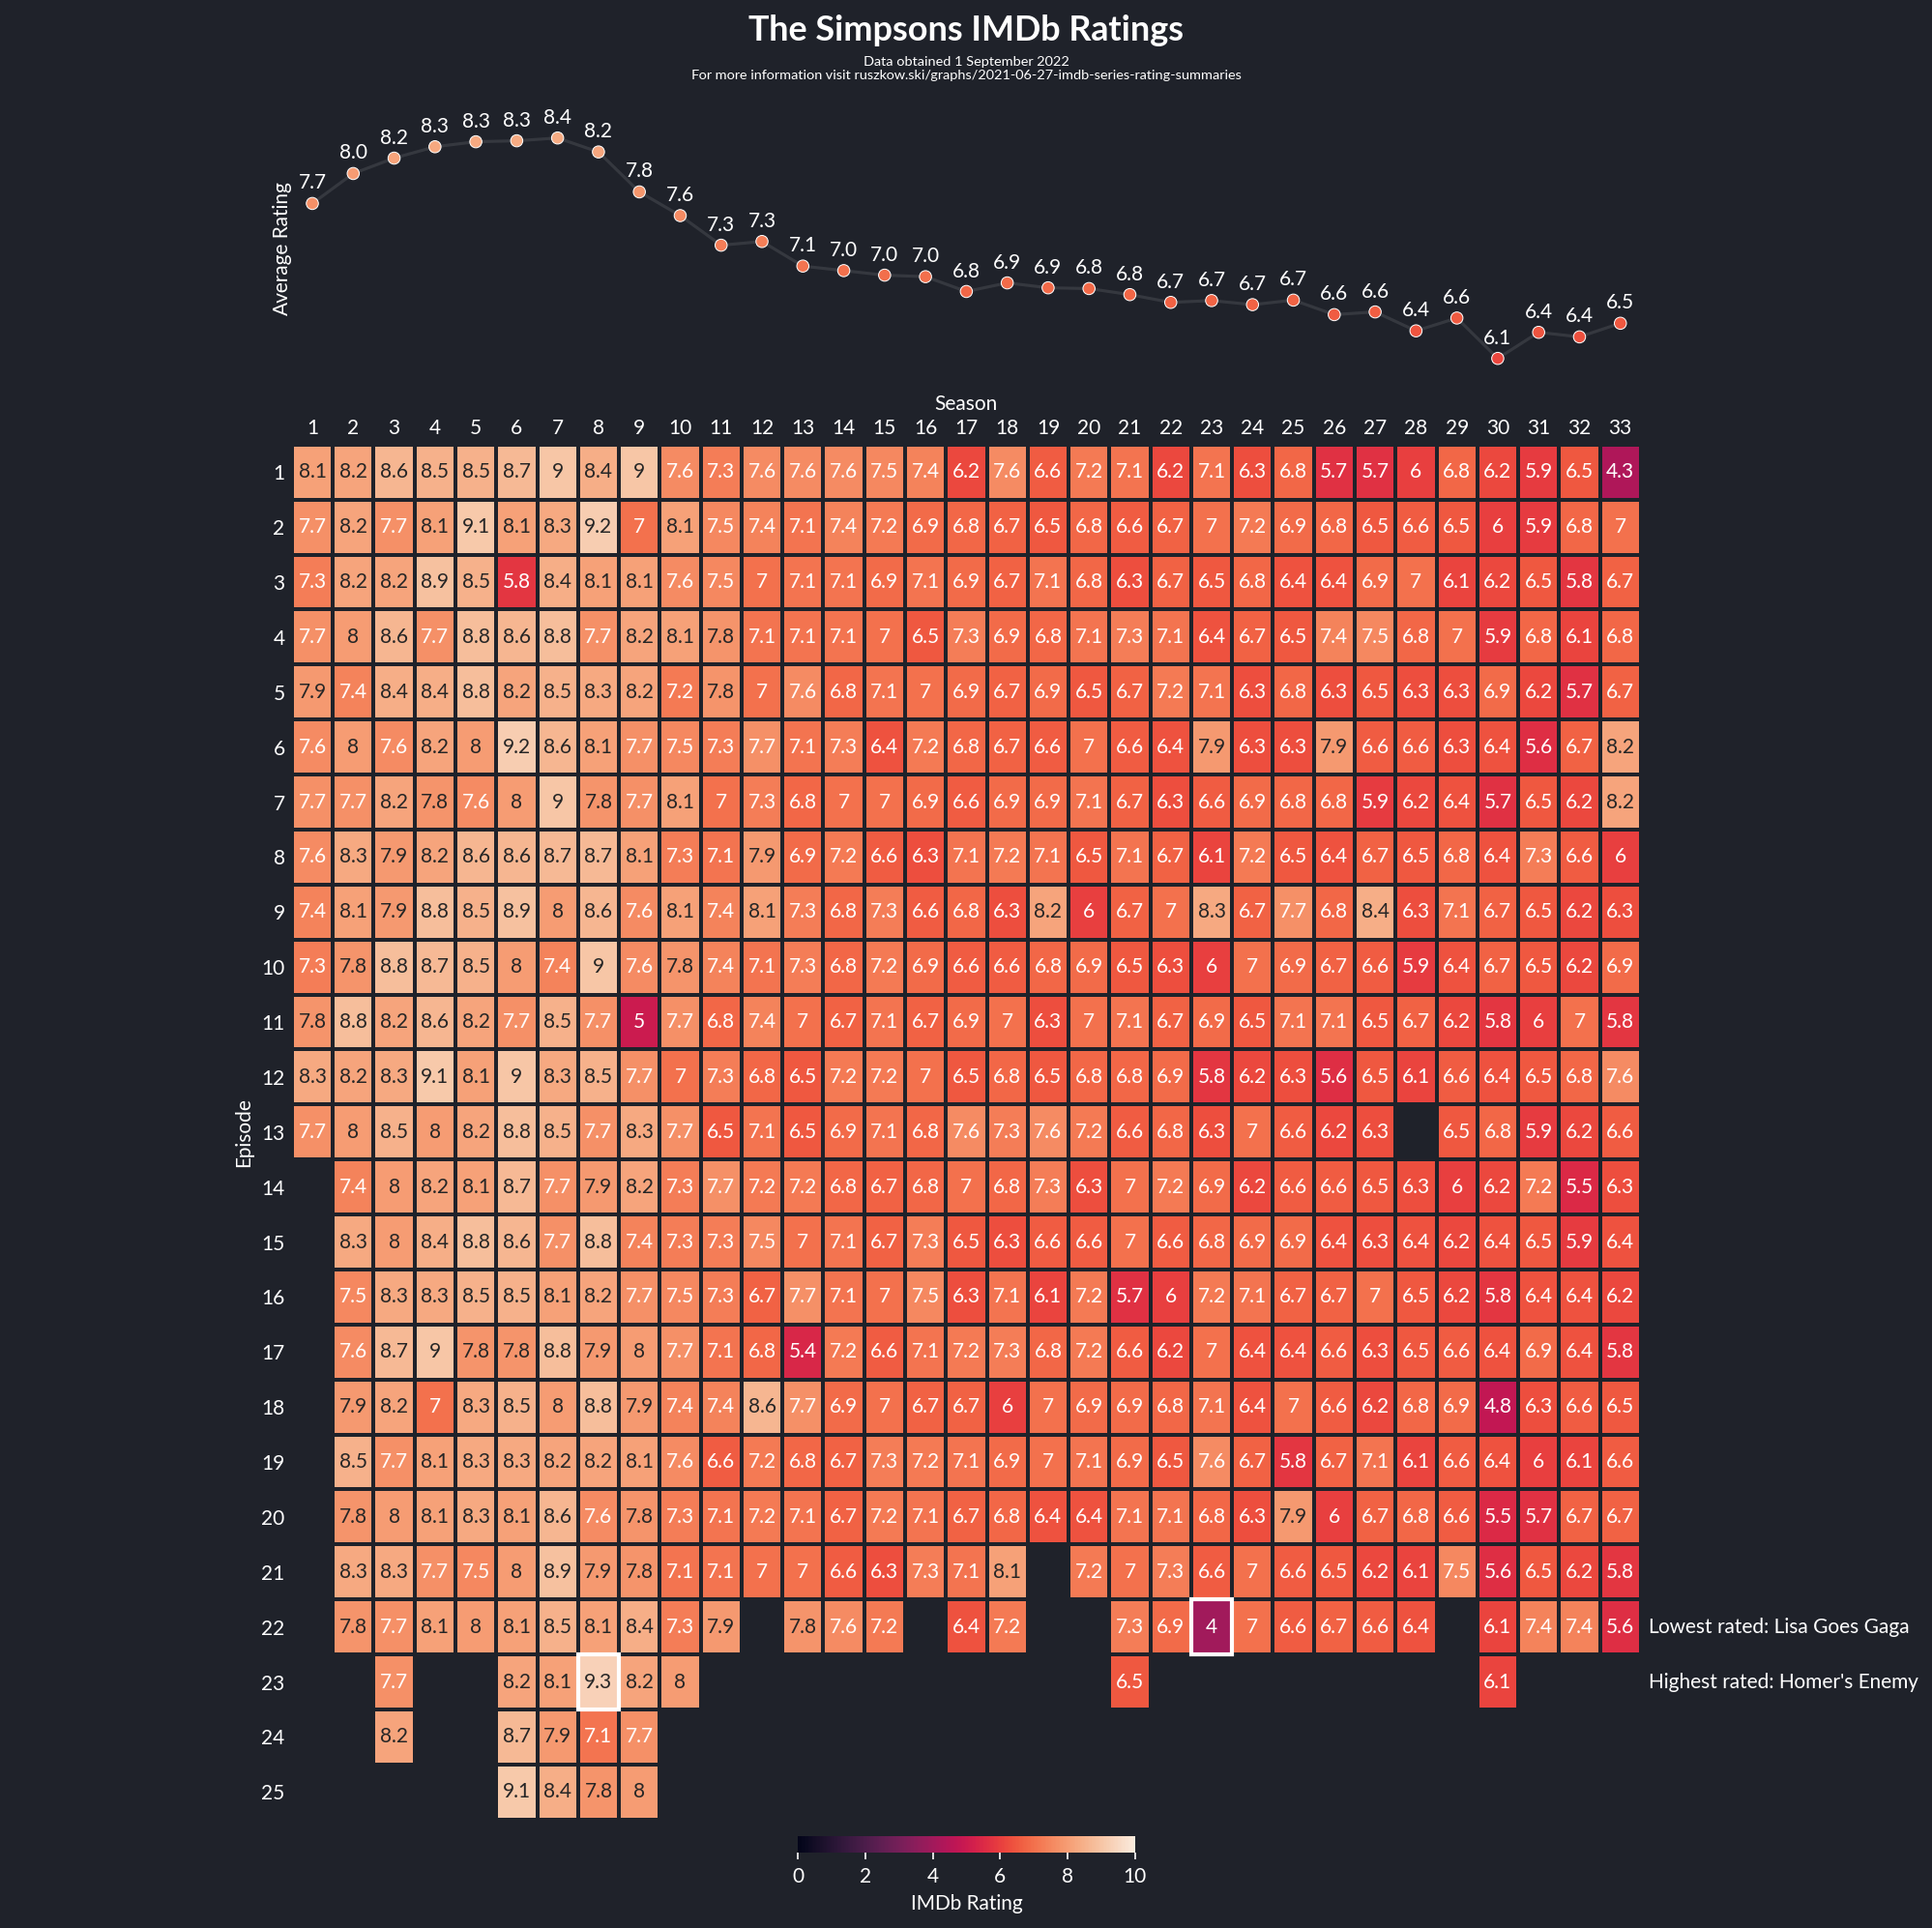 The Simpsons IMDb Ratings
Data obtained 1 September 2022
For more information visit ruszkow.ski/graphs/2021-06-27-imdb-series-rating-summaries
Average Rating
7.7 8.0 8.2 8.3 8.3 8.3 8.4 8.2 7.8 7.6 7.3 7.3 7.1 7.0 7.0 7.0 6.8 6.9 6.9 6.8 6.8 6.7 6.7 6.7 6.7 6.6 6.6 6.4 6.6 6.1 6.4 6.4 6.5
Season
1 2 3 4 5 6 7 8 9 10 11 12 13 14 15 16 17 18 19 20 21 22 23 24 25 26 27 28 29 30 31 32 33
Episode
1 8.1 8.2 8.6 8.5 8.5 8.7 9 8.4 9 7.6 7.3 7.6 7.6 7.6 7.5 7.4 6.2 7.6 6.6 7.2 7.1 6.2 7.1 6.3 6.8 5.7 5.7 6 6.8 6.2 5.9 6.5 4.3
2 7.7 8.2 7.7 8.1 9.1 8.1 8.3 9.2 7 8.1 7.5 7.4 7.1 7.4 7.2 6.9 6.8 6.7 6.5 6.8 6.6 6.7 7 7.2 6.9 6.8 6.5 6.6 6.5 6 5.9 6.8 7
3 7.3 8.2 8.2 8.9 8.5 5.8 8.4 8.1 8.1 7.6 7.5 7 7.1 7.1 6.9 7.1 6.9 6.7 7.1 6.8 6.3 6.7 6.5 6.8 6.4 6.4 6.9 7 6.1 6.2 6.5 5.8 6.7
4 7.7 8 8.6 7.7 8.8 8.6 8.8 7.7 8.2 8.1 7.8 7.1 7.1 7.1 7 6.5 7.3 6.9 6.8 7.1 7.3 7.1 6.4 6.7 6.5 7.4 7.5 6.8 7 5.9 6.8 6.1 6.8
5 7.9 7.4 8.4 8.4 8.8 8.2 8.5 8.3 8.2 7.2 7.8 7 7.6 6.8 7.1 7 6.9 6.7 6.9 6.5 6.7 7.2 7.1 6.3 6.8 6.3 6.5 6.3 6.3 6.9 6.2 5.7 6.7
6 7.6 8 7.6 8.2 8 9.2 8.6 8.1 7.7 7.5 7.3 7.7 7.1 7.3 6.4 7.2 6.8 6.7 6.6 7 6.6 6.4 7.9 6.3 6.3 7.9 6.6 6.6 6.3 6.4 5.6 6.7 8.2
7 7.7 7.7 8.2 7.8 7.6 8 9 7.8 7.7 8.1 7 7.3 6.8 7 7 6.9 6.6 6.9 6.9 7.1 6.7 6.3 6.6 6.9 6.8 6.8 5.9 6.2 6.4 5.7 6.5 6.2 8.2
8 7.6 8.3 7.9 8.2 8.6 8.6 8.7 8.7 8.1 7.3 7.1 7.9 6.9 7.2 6.6 6.3 7.1 7.2 7.1 6.5 7.1 6.7 6.1 7.2 6.5 6.4 6.7 6.5 6.8 6.4 7.3 6.6 6
9 7.4 8.1 7.9 8.8 8.5 8.9 8 8.6 7.6 8.1 7.4 8.1 7.3 6.8 7.3 6.6 6.8 6.3 8.2 6 6.7 7 8.3 6.7 7.7 6.8 8.4 6.3 7.1 6.7 6.5 6.2 6.3
10 7.3 7.8 8.8 8.7 8.5 8 7.4 9 7.6 7.8 7.4 7.1 7.3 6.8 7.2 6.9 6.6 6.6 6.8 6.9 6.5 6.3 6 7 6.9 6.7 6.6 5.9 6.4 6.7 6.5 6.2 6.9
11 7.8 8.8 8.2 8.6 8.2 7.7 8.5 7.7 5 7.7 6.8 7.4 7 6.7 7.1 6.7 6.9 7 6.3 7 7.1 6.7 6.9 6.5 7.1 7.1 6.5 6.7 6.2 5.8 6 7 5.8
12 8.3 8.2 8.3 9.1 8.1 9 8.3 8.5 7.7 7 7.3 6.8 6.5 7.2 7.2 7 6.5 6.8 6.5 6.8 6.8 6.9 5.8 6.2 6.3 5.6 6.5 6.1 6.6 6.4 6.5 6.8 7.6
13 7.7 8 8.5 8 8.2 8.8 8.5 7.7 8.3 7.7 6.5 7.1 6.5 6.9 7.1 6.8 7.6 7.3 7.6 7.2 6.6 6.8 6.3 7 6.6 6.2 6.3 6.5 6.8 5.9 6.2 6.6
14 7.4 8 8.2 8.1 8.7 7.7 7.9 8.2 7.3 7.7 7.2 7.2 6.8 6.7 6.8 7 6.8 7.3 6.3 7 7.2 6.9 6.2 6.6 6.6 6.5 6.3 6 6.2 7.2 5.5 6.3
15 8.3 8 8.4 8.8 8.6 7.7 8.8 7.4 7.3 7.3 7.5 7 7.1 6.7 7.3 6.5 6.3 6.6 6.6 7 6.6 6.8 6.9 6.9 6.4 6.3 6.4 6.2 6.4 6.5 5.9 6.4
16 7.5 8.3 8.3 8.5 8.5 8.1 8.2 7.7 7.5 7.3 6.7 7.7 7.1 7 7.5 6.3 7.1 6.1 7.2 5.7 6 7.2 7.1 6.7 6.7 7 6.5 6.2 5.8 6.4 6.4 6.2
17 7.6 8.7 9 7.8 7.8 8.8 7.9 8 7.7 7.1 6.8 5.4 7.2 6.6 7.1 7.2 7.3 6.8 7.2 6.6 6.2 7 6.4 6.4 6.6 6.3 6.5 6.6 6.4 6.9 6.4 5.8
18 7.9 8.2 7 8.3 8.5 8 8.8 7.9 7.4 7.4 8.6 7.7 6.9 7 6.7 6.7 6 7 6.9 6.9 6.8 7.1 6.4 7 6.6 6.2 6.8 6.9 4.8 6.3 6.6 6.5
19 8.5 7.7 8.1 8.3 8.3 8.2 8.2 8.1 7.6 6.6 7.2 6.8 6.7 7.3 7.2 7.1 6.9 7 7.1 6.9 6.5 7.6 6.7 5.8 6.7 7.1 6.1 6.6 6.4 6 6.1 6.6
20 7.8 8 8.1 8.3 8.1 8.6 7.6 7.8 7.3 7.1 7.2 7.1 6.7 7.2 7.1 6.7 6.8 6.4 6.4 7.1 7.1 6.8 6.3 7.9 6 6.7 6.8 6.6 5.5 5.7 6.7 6.7
21 8.3 8.3 7.7 7.5 8 8.9 7.9 7.8 7.1 7.1 7 7 6.6 6.3 7.3 7.1 8.1 7.2 7 7.3 6.6 7 6.6 6.5 6.2 6.1 7.5 5.6 6.5 6.2 5.8
22 7.8 7.7 8.1 8 8.1 8.5 8.1 8.4 7.3 7.9 7.8 7.6 7.2 6.4 7.2 7.3 6.9 4 7 6.6 6.7 6.6 6.4 6.1 7.4 7.4 5.6 Lowest rated: Lisa Goes Gaga
23 7.7 8.2 8.1 9.3 8.2 8 6.5 6.1 Highest rated: Homer's Enemy
24 8.2 8.7 7.9 7.1 7.7
25 9.1 8.4 7.8 8
0 2 4 6 8 10
IMDb Rating